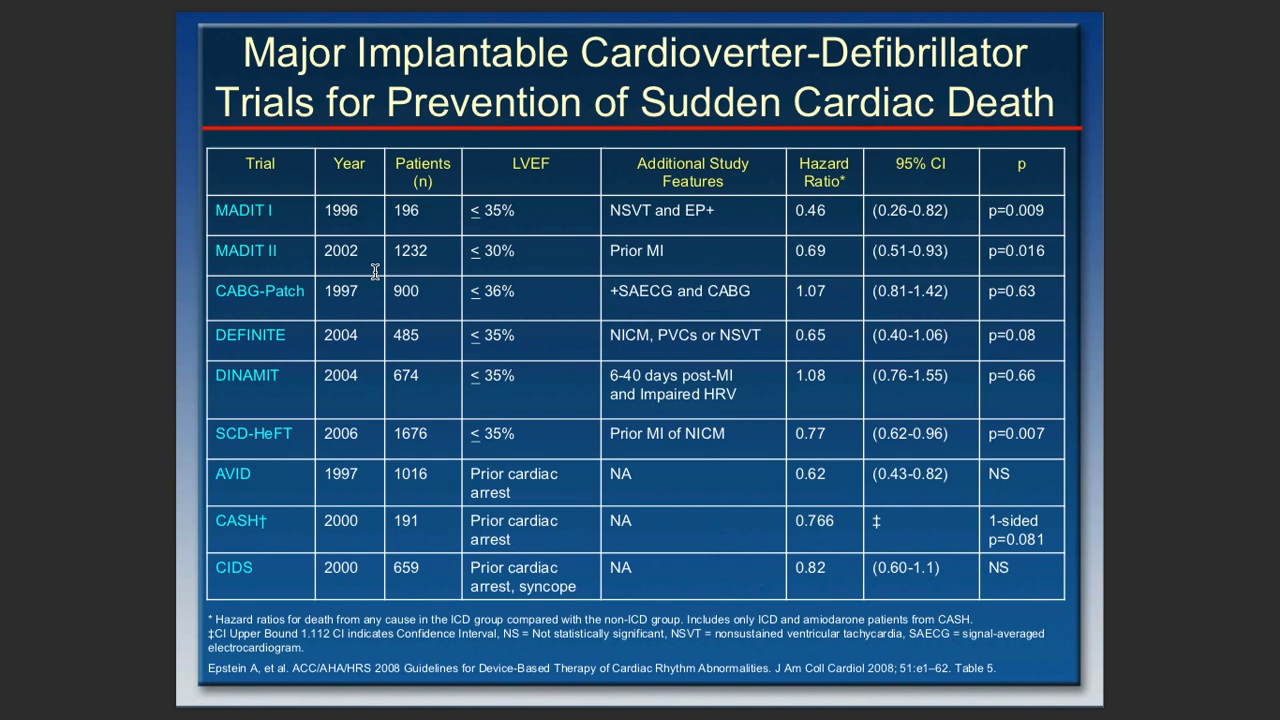 Major Implantable Cardioverter-Defibrillator
Trials for Prevention of Sudden Cardiac Death
Trial Year Patients (n) LVEF Additional Study Features Hazard Ratio* 95% CI p
MADIT I 1996 196 ≤ 35% NSVT and EP+ 0.46 (0.26-0.82) p=0.009
MADIT II 2002 1232 ≤ 30% Prior MI 0.69 (0.51-0.93) p=0.016
CABG-Patch 1997 900 ≤ 36% +SAECG and CABG 1.07 (0.81-1.42) p=0.63
DEFINITE 2004 485 ≤ 35% NICM, PVCs or NSVT 0.65 (0.40-1.06) p=0.08
DINAMIT 2004 674 ≤ 35% 6-40 days post-MI and Impaired HRV 1.08 (0.76-1.55) p=0.66
SCD-HeFT 2006 1676 ≤ 35% Prior MI of NICM 0.77 (0.62-0.96) p=0.007
AVID 1997 1016 Prior cardiac arrest NA 0.62 (0.43-0.82) NS
CASH† 2000 191 Prior cardiac arrest NA 0.766 ‡ 1-sided p=0.081
CIDS 2000 659 Prior cardiac arrest, syncope NA 0.82 (0.60-1.1) NS
* Hazard ratios for death from any cause in the ICD group compared with the non-ICD group. Includes only ICD and amiodarone patients from CASH.
‡CI Upper Bound 1.112 CI indicates Confidence Interval, NS = Not statistically significant, NSVT = nonsustained ventricular tachycardia, SAECG = signal-averaged
electrocardiogram.
Epstein A, et al. ACC/AHA/HRS 2008 Guidelines for Device-Based Therapy of Cardiac Rhythm Abnormalities. J Am Coll Cardiol 2008; 51:e1–62. Table 5.